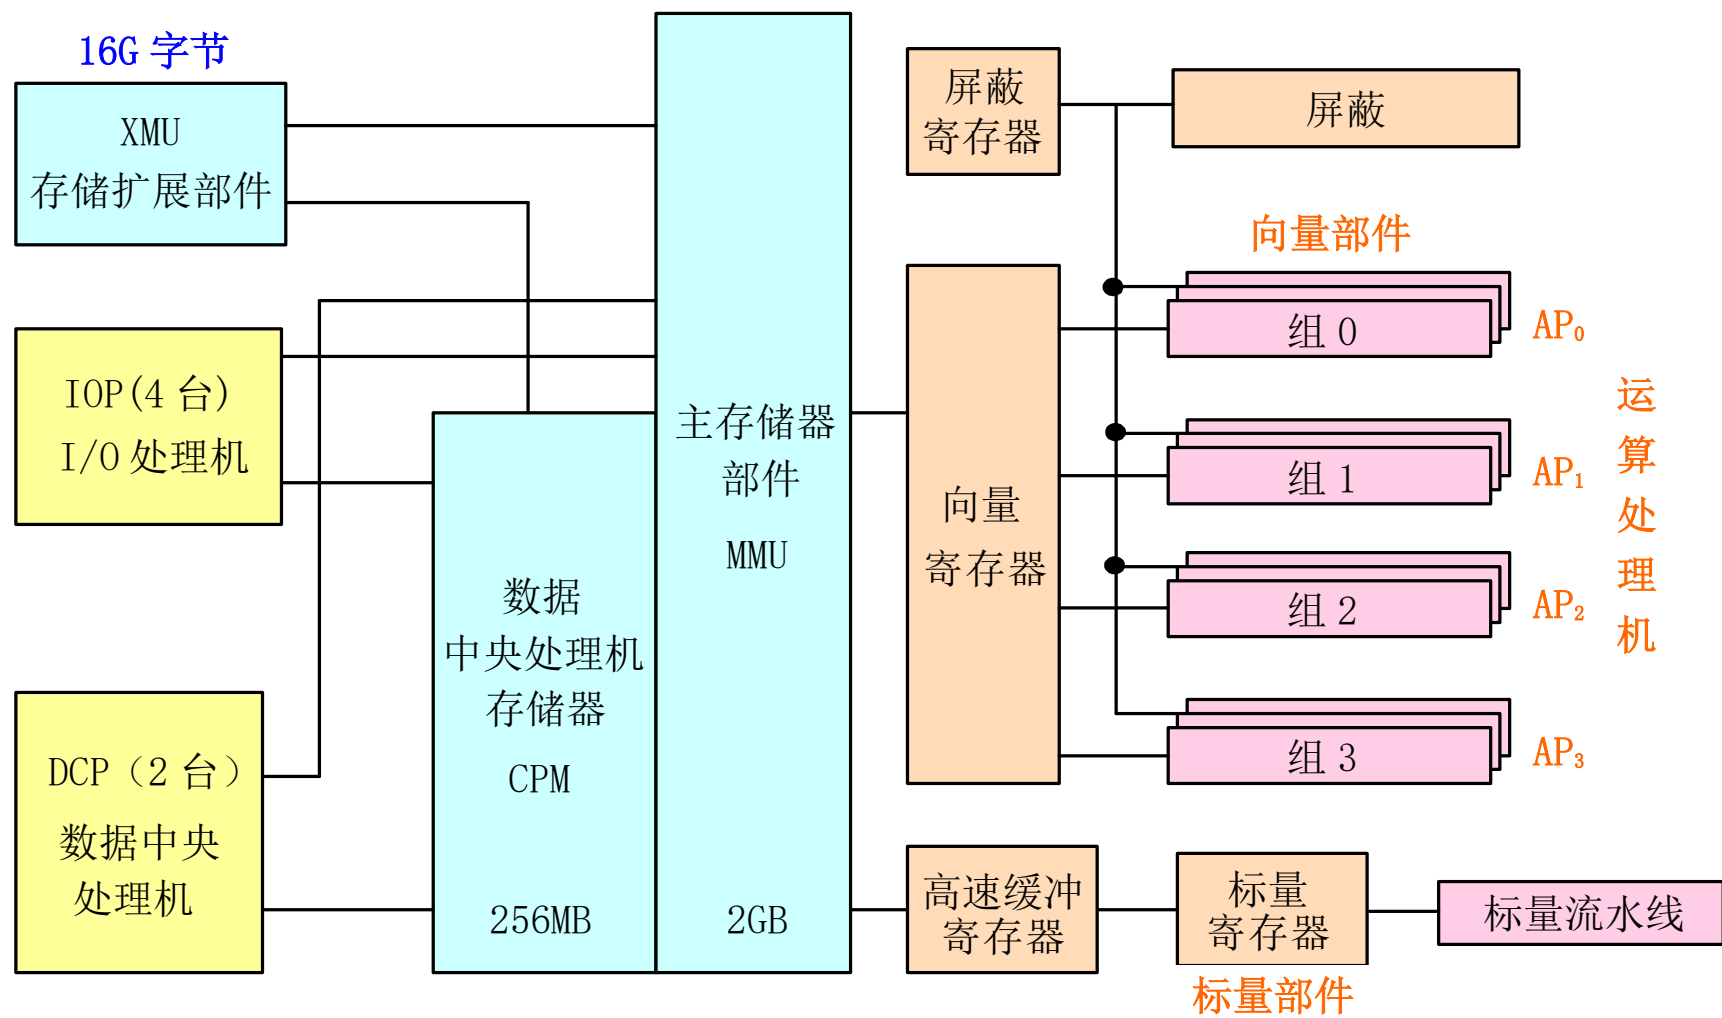 16G 字节
XMU
存储扩展部件
IOP(4 台)
I/O 处理机
DCP（2 台）
数据中央
处理机
数据
中央处理机
存储器
CPM
256MB
主存储器
部件
MMU
2GB
屏蔽
寄存器
屏蔽
向量部件
向量
寄存器
组 0
AP₀
组 1
AP₁
组 2
AP₂
组 3
AP₃
运
算
处
理
机
高速缓冲
寄存器
标量
寄存器
标量流水线
标量部件